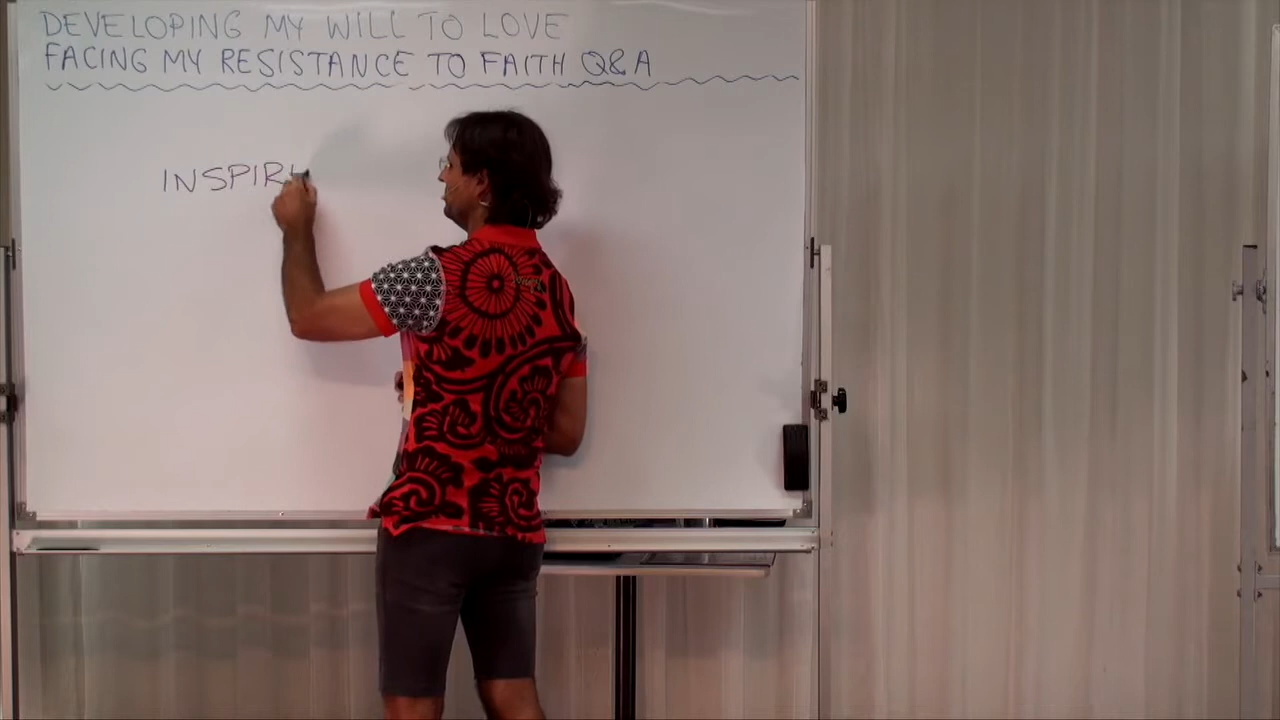 DEVELOPING MY WILL TO LOVE
FACING MY RESISTANCE TO FAITH Q&A
INSPIR